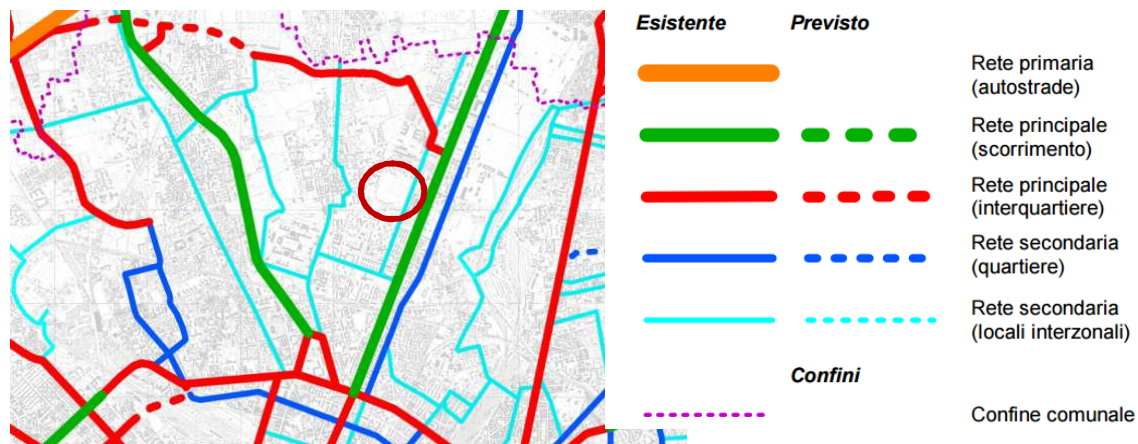 Esistente Previsto
Rete primaria
(autostrade)
Rete principale
(scorrimento)
Rete principale
(interquartiere)
Rete secondaria
(quartiere)
Rete secondaria
(locali interzonali)
Confini
Confine comunale